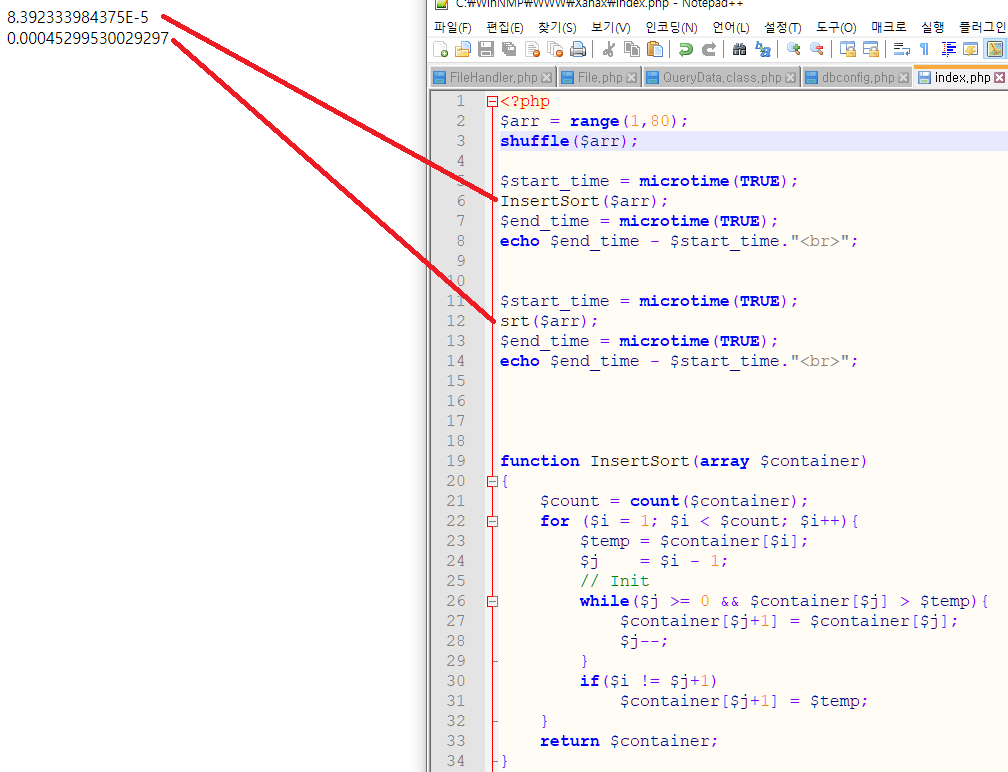 8.392333984375E-5
0.00045299530029297
C:₩WinNMP₩WWW₩Xanax₩index.php - Notepad++
파일(F) 편집(E) 찾기(S) 보기(V) 인코딩(N) 언어(L) 설정(T) 도구(O) 매크로 실행 플러그인
FileHandler.php File.php QueryData.class.php dbconfig.php index.php
1 <?php
2 $arr = range(1,80);
3 shuffle($arr);
4
5 $start_time = microtime(TRUE);
6 InsertSort($arr);
7 $end_time = microtime(TRUE);
8 echo $end_time - $start_time."<br>";
9
10
11 $start_time = microtime(TRUE);
12 srt($arr);
13 $end_time = microtime(TRUE);
14 echo $end_time - $start_time."<br>";
15
16
17
18
19 function InsertSort(array $container)
20 {
21 $count = count($container);
22 for ($i = 1; $i < $count; $i++){
23 $temp = $container[$i];
24 $j = $i - 1;
25 // Init
26 while($j >= 0 && $container[$j] > $temp){
27 $container[$j+1] = $container[$j];
28 $j--;
29 }
30 if($i != $j+1)
31 $container[$j+1] = $temp;
32 }
33 return $container;
34 }